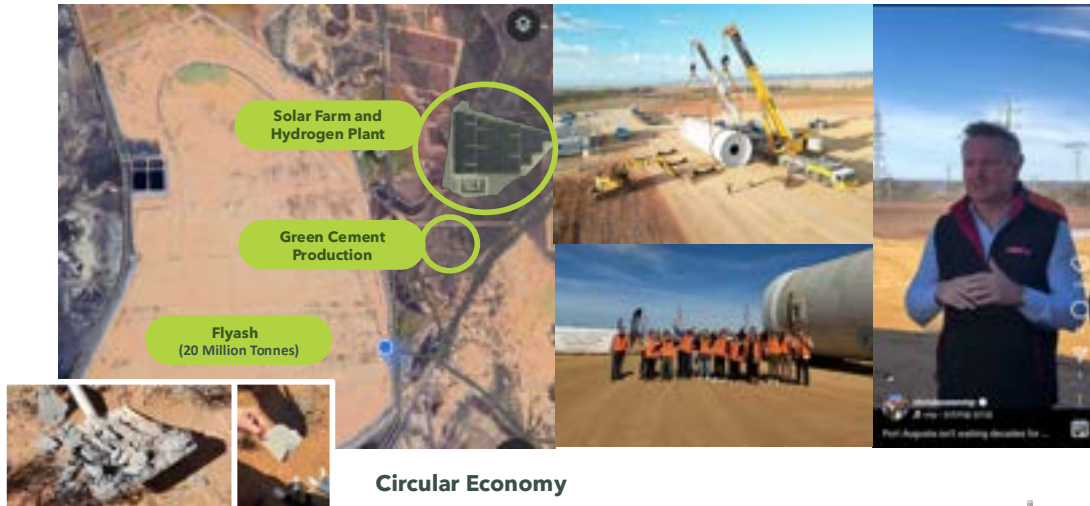 Solar Farm and
Hydrogen Plant
Green Cement
Production
Flyash
(20 Million Tonnes)
Port Augusta isn't waiting decades for ...
Circular Economy